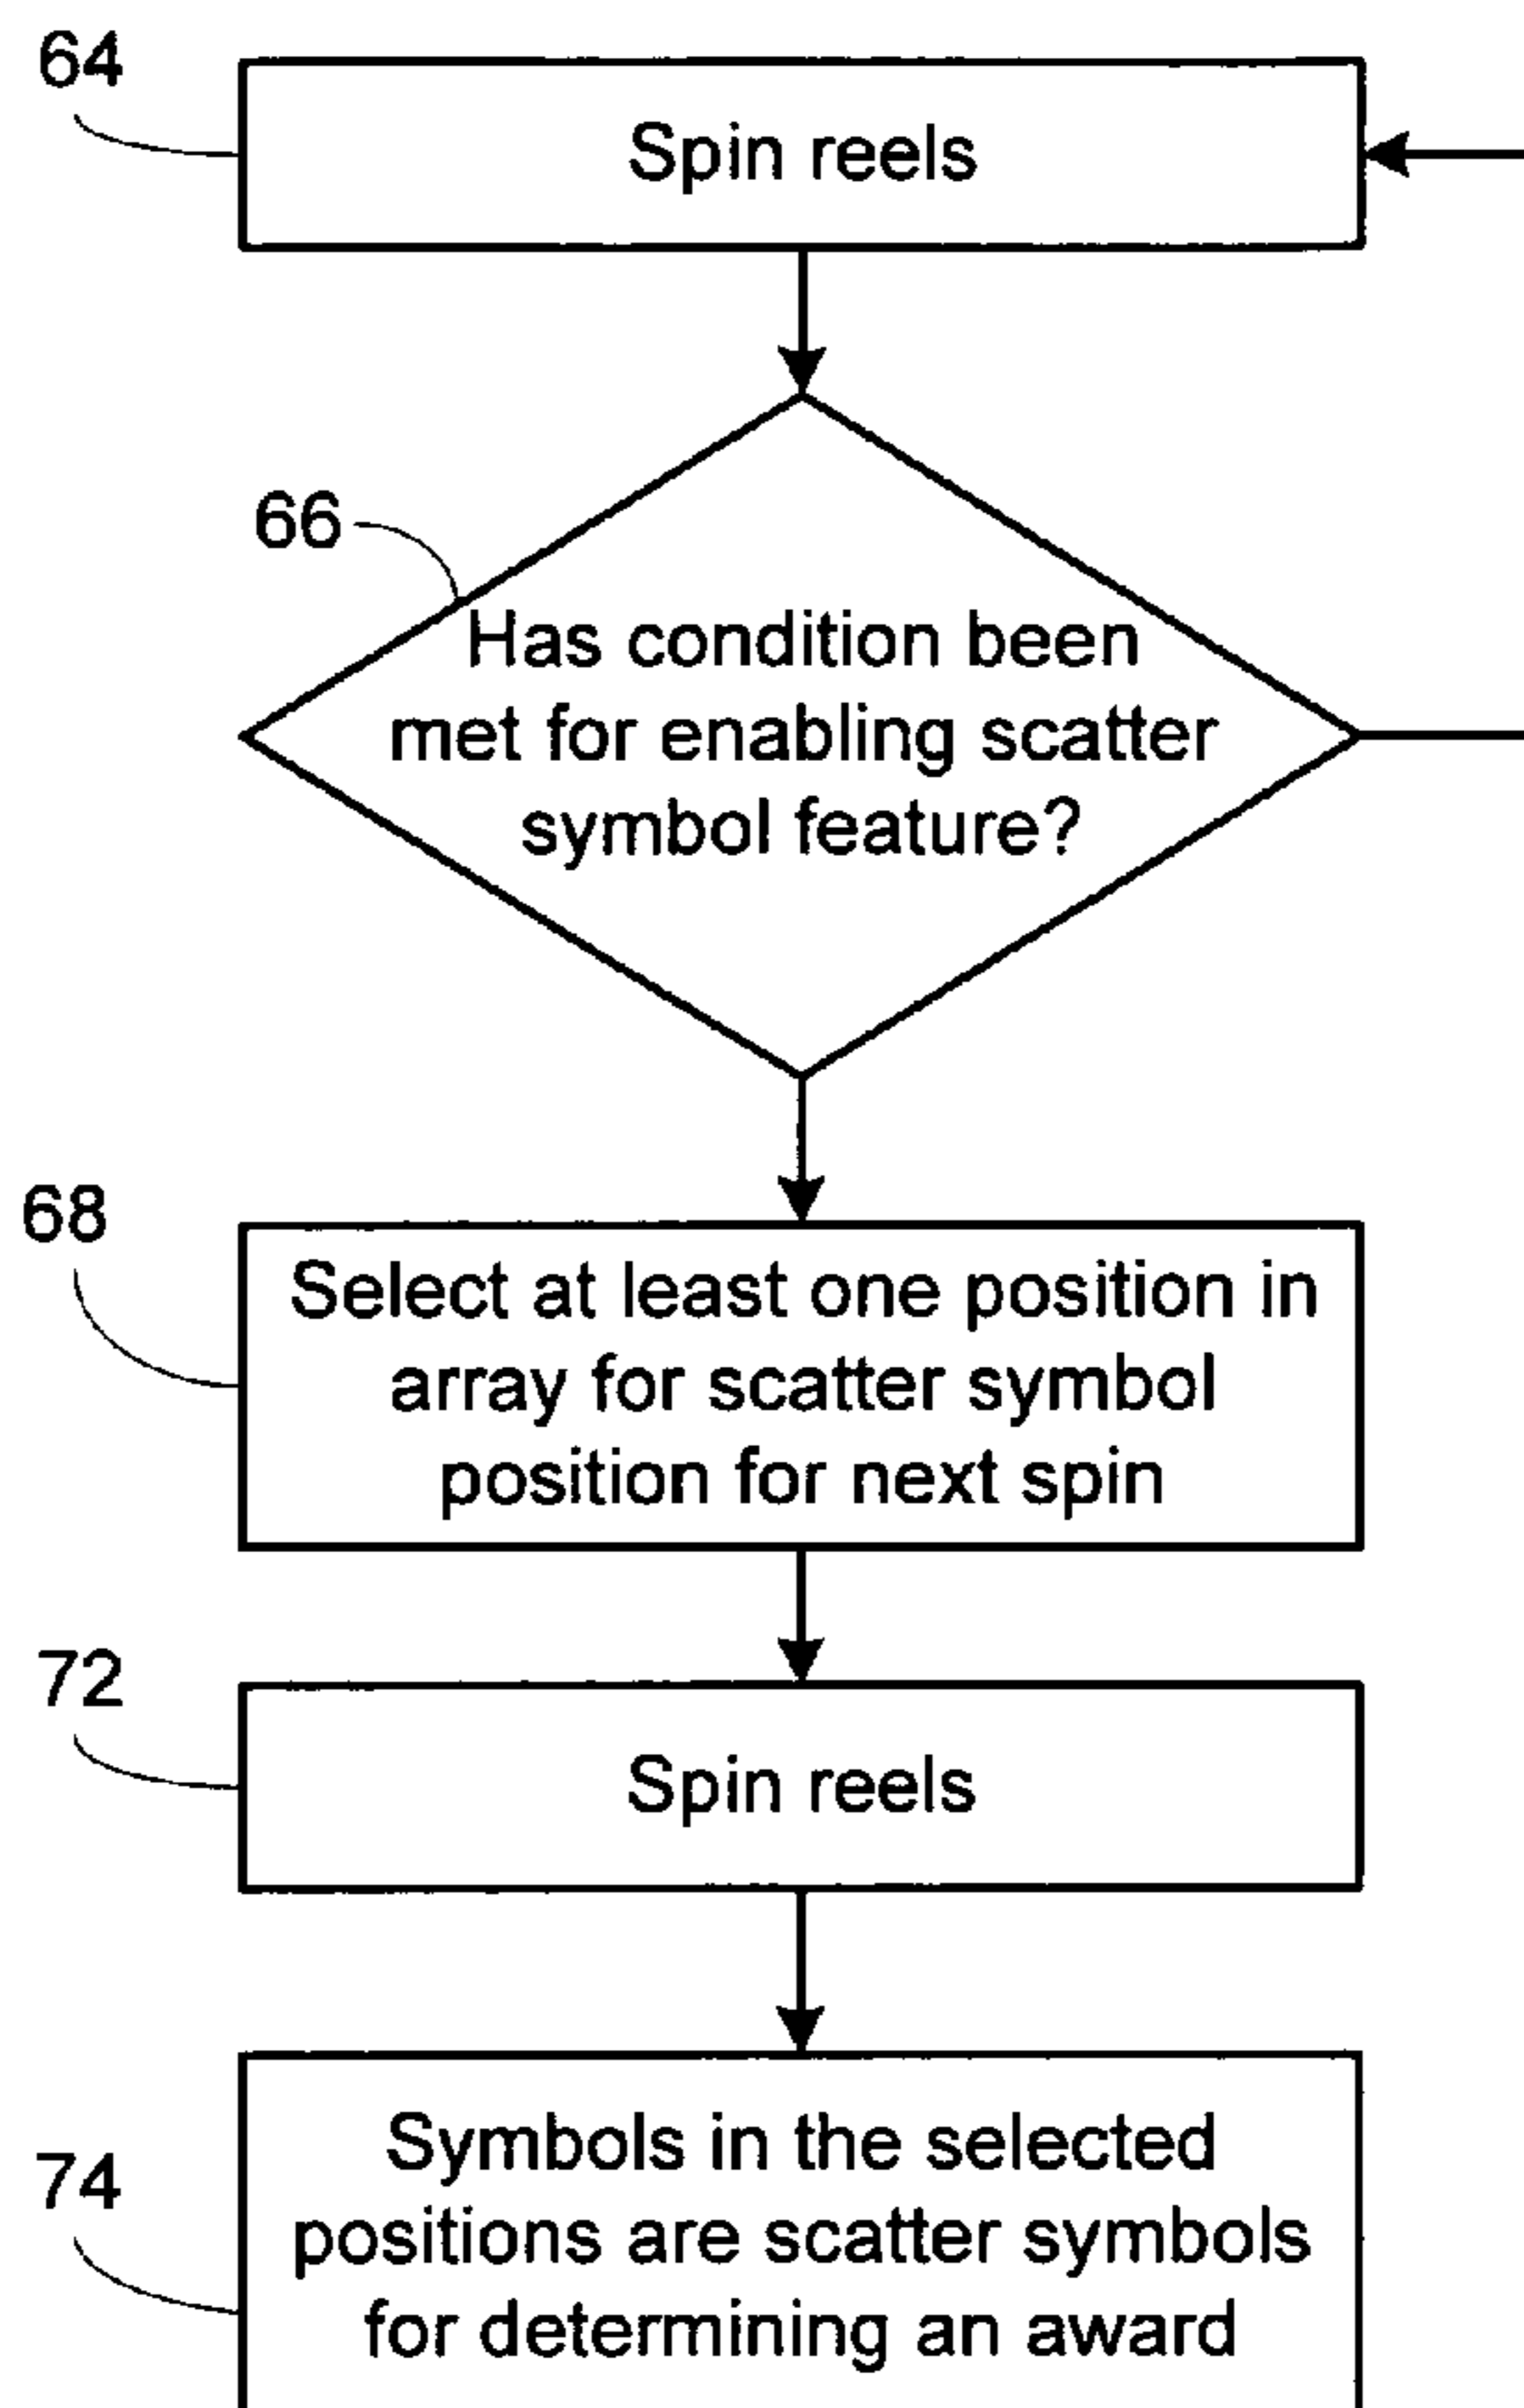 64
Spin reels
66
Has condition been
met for enabling scatter
symbol feature?
68
Select at least one position in
array for scatter symbol
position for next spin
72
Spin reels
74
Symbols in the selected
positions are scatter symbols
for determining an award